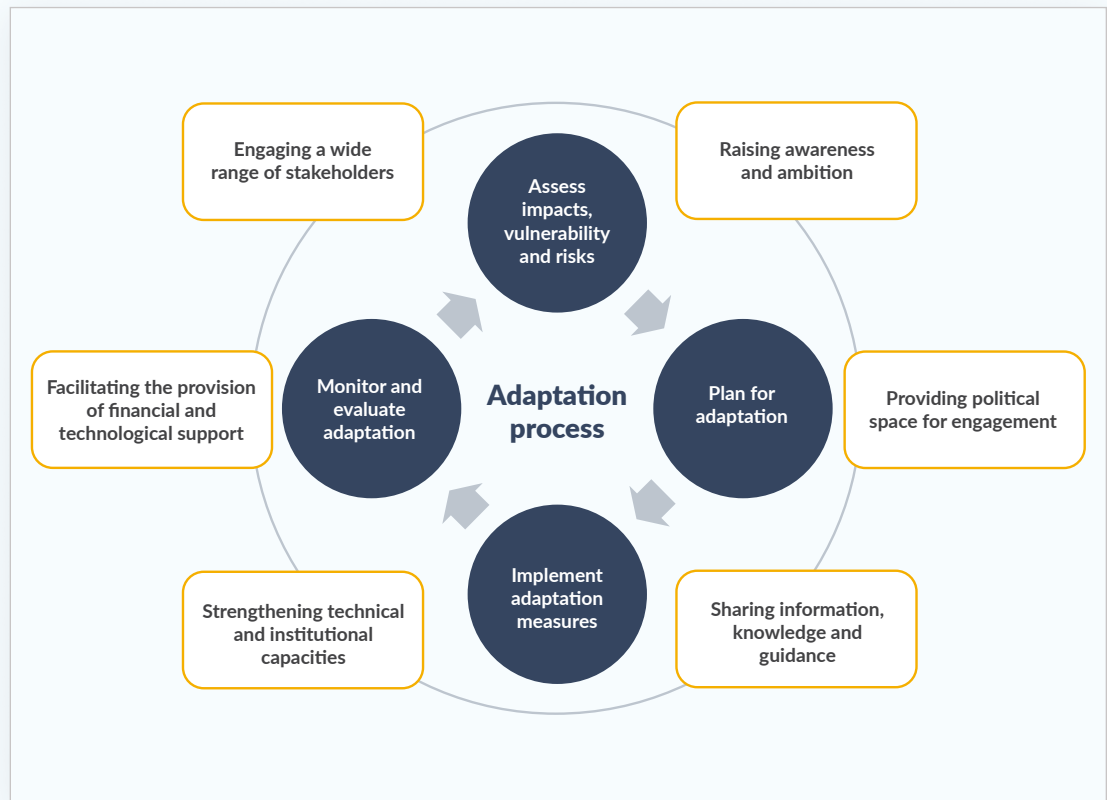 Engaging a wide
range of stakeholders
Raising awareness
and ambition
Assess
impacts,
vulnerability
and risks
Facilitating the provision
of financial and
technological support
Monitor and
evaluate
adaptation
Adaptation
process
Plan for
adaptation
Providing political
space for engagement
Implement
adaptation
measures
Strengthening technical
and institutional
capacities
Sharing information,
knowledge and
guidance